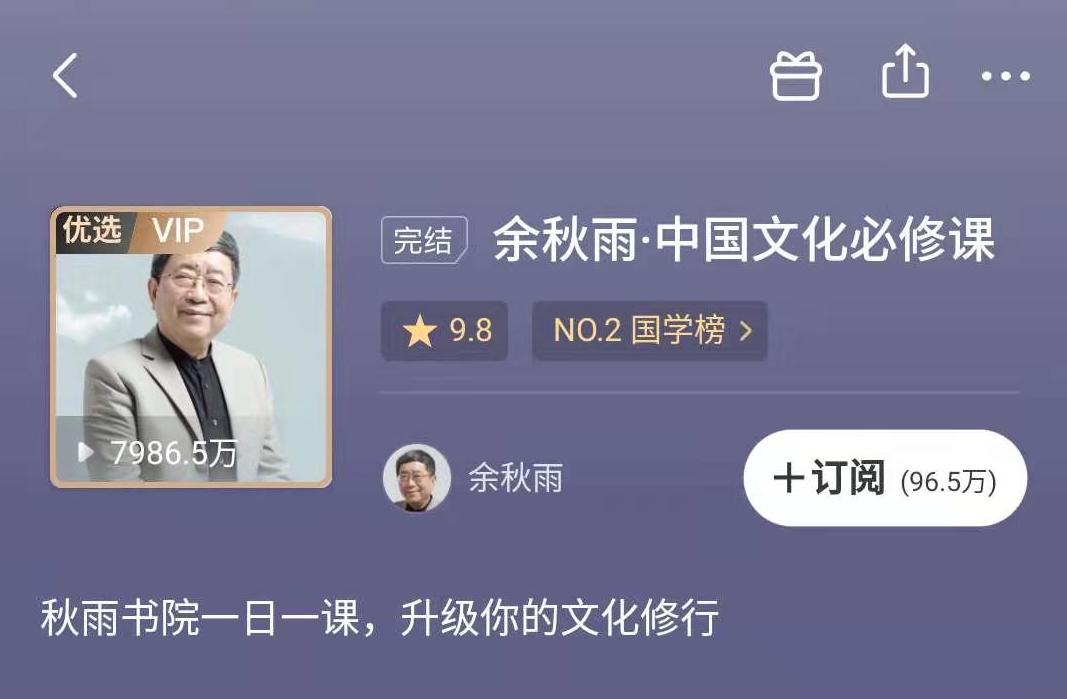 优选 VIP
完结 余秋雨·中国文化必修课
9.8 NO.2 国学榜
7986.5万
余秋雨 +订阅 (96.5万)
秋雨书院一日一课，升级你的文化修行